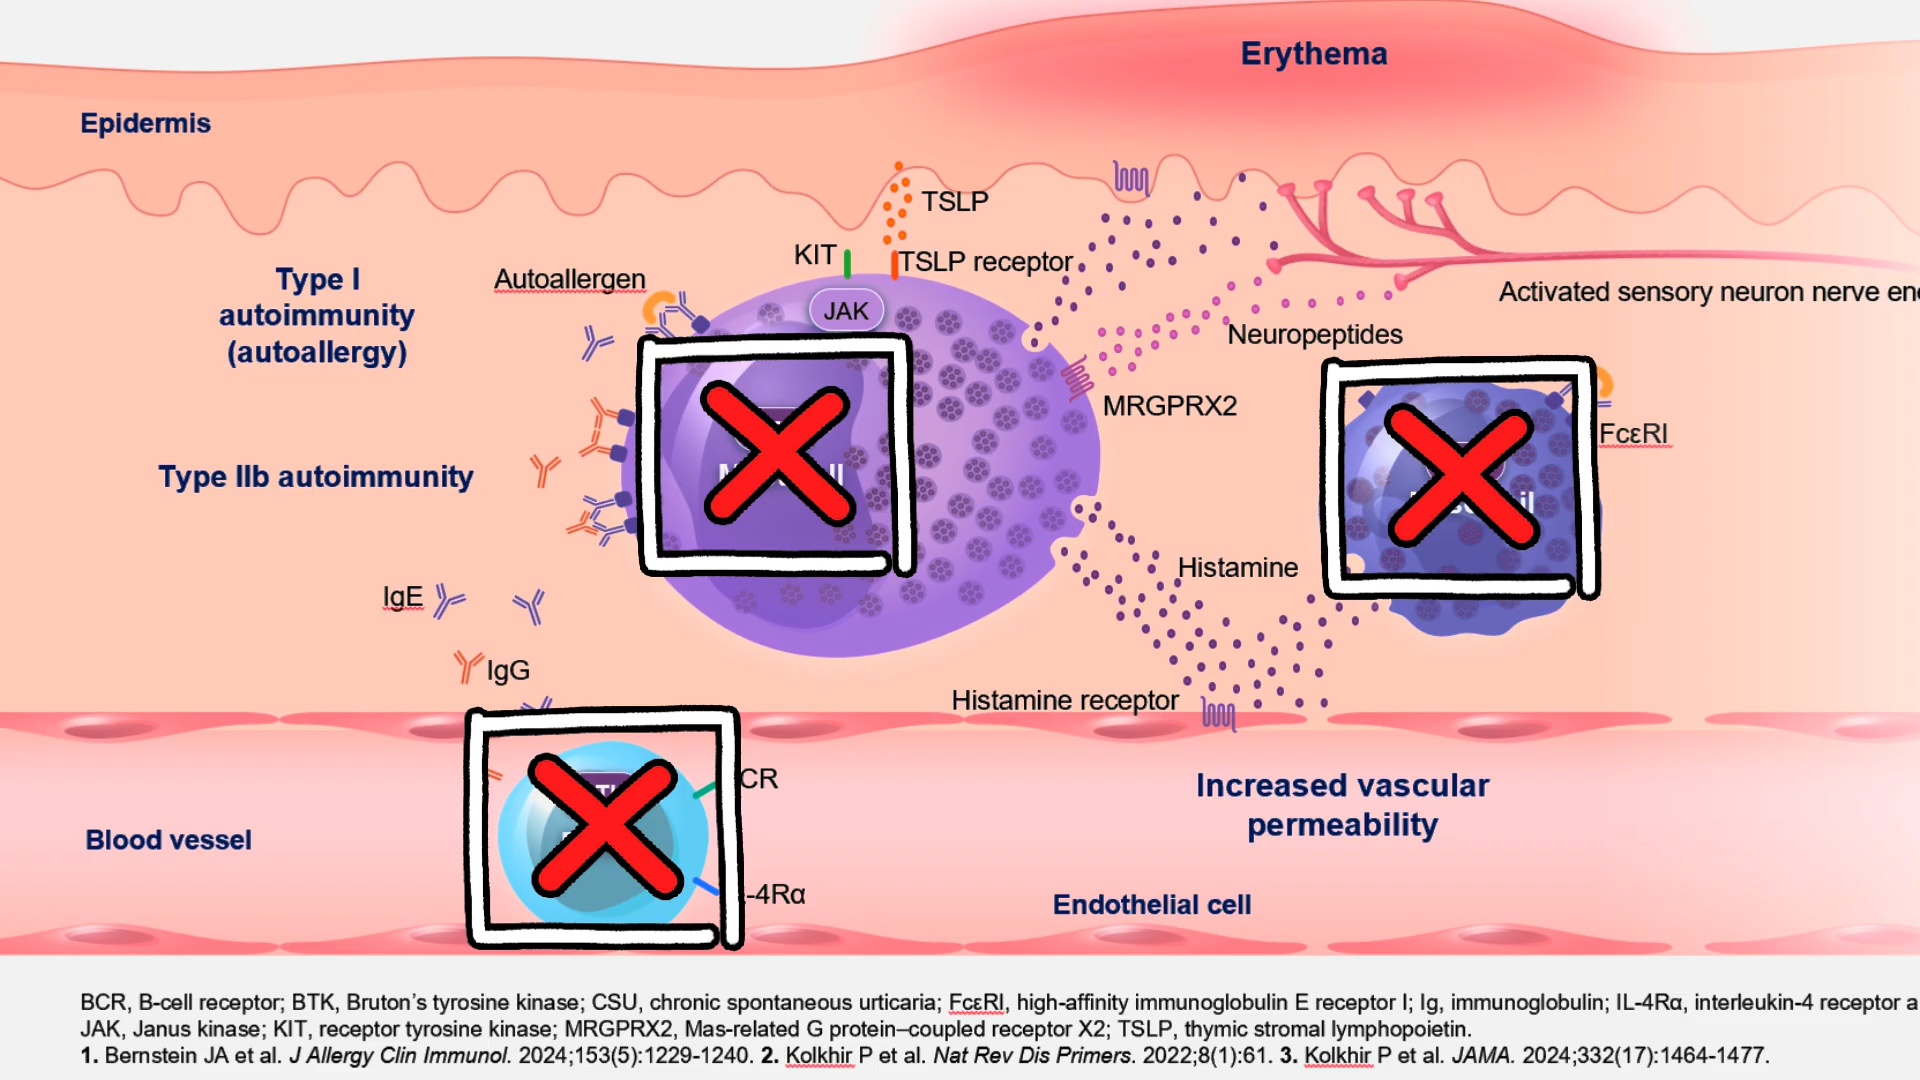 Erythema
Epidermis
TSLP
KIT
TSLP receptor
Type I
autoimmunity
(autoallergy)
Autoallergen
JAK
Activated sensory neuron nerve
Neuropeptides
MRGPRX2
FcεRI
Type IIb autoimmunity
Histamine
IgE
IgG
Histamine receptor
CR
Increased vascular
permeability
Blood vessel
-4Rα
Endothelial cell
BCR, B-cell receptor; BTK, Bruton’s tyrosine kinase; CSU, chronic spontaneous urticaria; FcεRI, high-affinity immunoglobulin E receptor I; Ig, immunoglobulin; IL-4Rα, interleukin-4 receptor a
JAK, Janus kinase; KIT, receptor tyrosine kinase; MRGPRX2, Mas-related G protein–coupled receptor X2; TSLP, thymic stromal lymphopoietin.
1. Bernstein JA et al. J Allergy Clin Immunol. 2024;153(5):1229-1240. 2. Kolkhir P et al. Nat Rev Dis Primers. 2022;8(1):61. 3. Kolkhir P et al. JAMA. 2024;332(17):1464-1477.